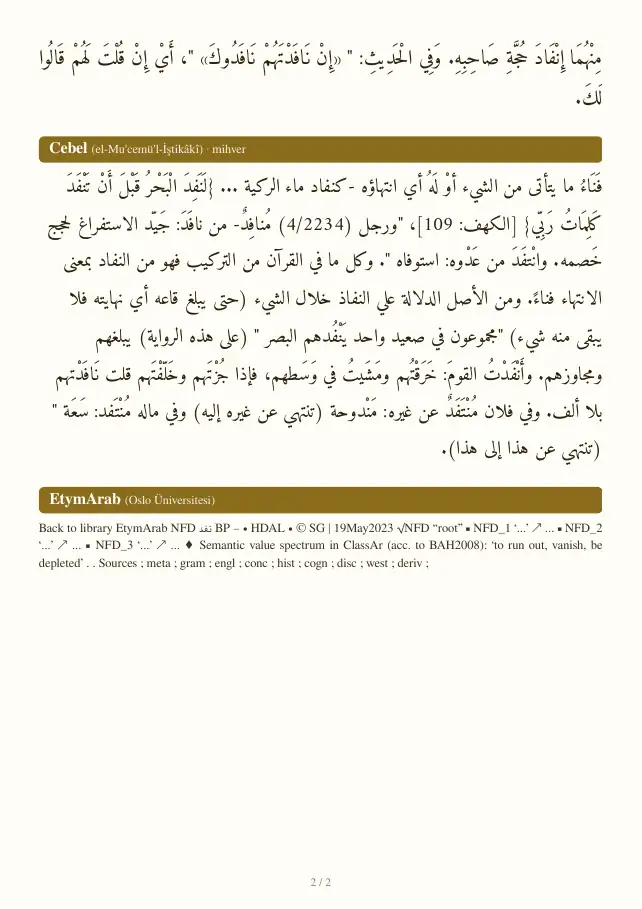 مِنْهُمَا إِنْفَادَ حُجَّةِ صَاحِبِهِ. وَفِي الْحَدِيثِ: " «إِنْ نَافَدْتَهُمْ نَافَدُوكَ» "، أَيْ إِنْ قُلْتَ لَهُمْ قَالُوا
لَكَ.
Cebel (el-Mu'cemü'l-İştikâkî) · mihver
فَنَاءُ ما يتأتى من الشيء أوْ لَهُ أي انتهاؤه -كنفاد ماء الركية ... {لَنَفِدَ الْبَحْرُ قَبْلَ أَنْ تَنْفَدَ
كَلِمَاتُ رَبِّي} [الكهف: 109]، "ورجل (4/2234) مُنافِدٌ- من نافَدَ: جَيّد الاستفراغ لحجج
خَصمه. وانْتفَدَ من عَدْوه: استوفاه ". وكل ما في القرآن من التركيب فهو من النفاد بمعنى
الانتهاء فناءً. ومن الأصل الدلالة علي النفاذ خلال الشيء (حتى يبلغ قاعه أي نهايته فلا
يبقى منه شيء) "مجموعون في صعيد واحد يَنْفُدهم البصر " (على هذه الرواية) يبلغهم
ومجاوزهم. وأَنْفَدْتُ القومَ: خَرَقْتُهم ومَشَيتُ في وَسَطهم، فإذا جُزْتَهم وخَلّفْتَهم قلت نَافَدْتهم
بلا ألف. وفي فلان مُنْتَفَدٌ عن غيره: مَنْدوحة (تنتهي عن غيره إليه) وفي ماله مُنْتَفد: سَعَة "
(تنتهي عن هذا إلى هذا).
EtymArab (Oslo Üniversitesi)
Back to library EtymArab NFD نفد BP – • HDAL • © SG | 19May2023 √NFD “root” ▪ NFD_1 ‘...’ ↗ ... ▪ NFD_2
‘...’ ↗ ... ▪ NFD_3 ‘...’ ↗ ... ♦ Semantic value spectrum in ClassAr (acc. to BAH2008): ‘to run out, vanish, be
depleted’ . . Sources ; meta ; gram ; engl ; conc ; hist ; cogn ; disc ; west ; deriv ;
2 / 2